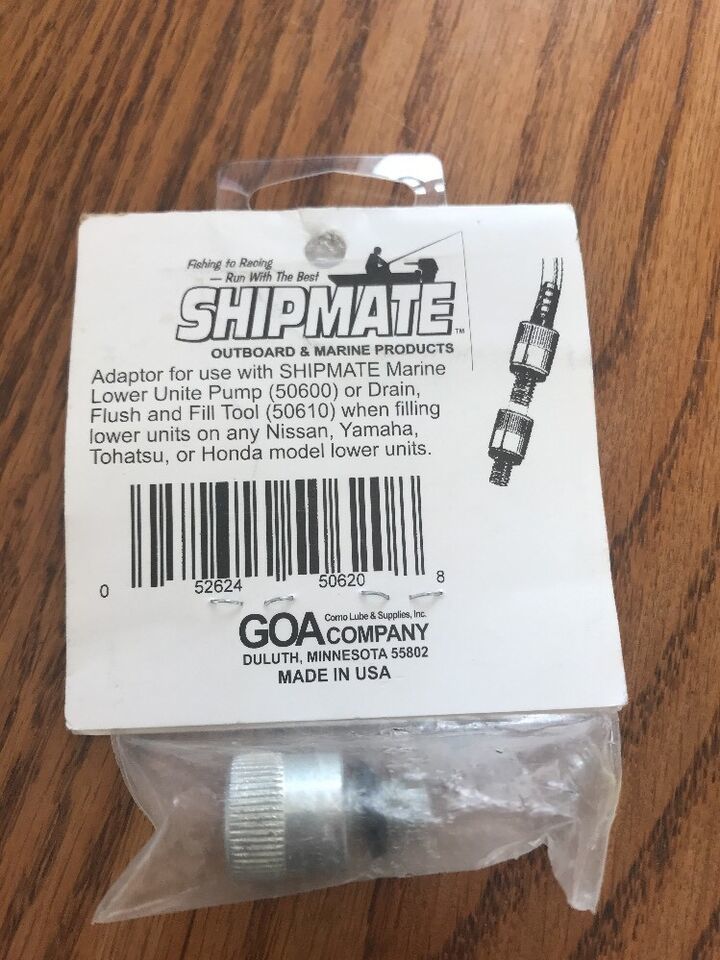 Fishing to Racing
— Run With The Best
SHIPMATE™
OUTBOARD & MARINE PRODUCTS
Adaptor for use with SHIPMATE Marine
Lower Unite Pump (50600) or Drain,
Flush and Fill Tool (50610) when filling
lower units on any Nissan, Yamaha,
Tohatsu, or Honda model lower units.
0 52624 50620 8
Como Lube & Supplies, Inc.
GOA COMPANY
DULUTH, MINNESOTA 55802
MADE IN USA